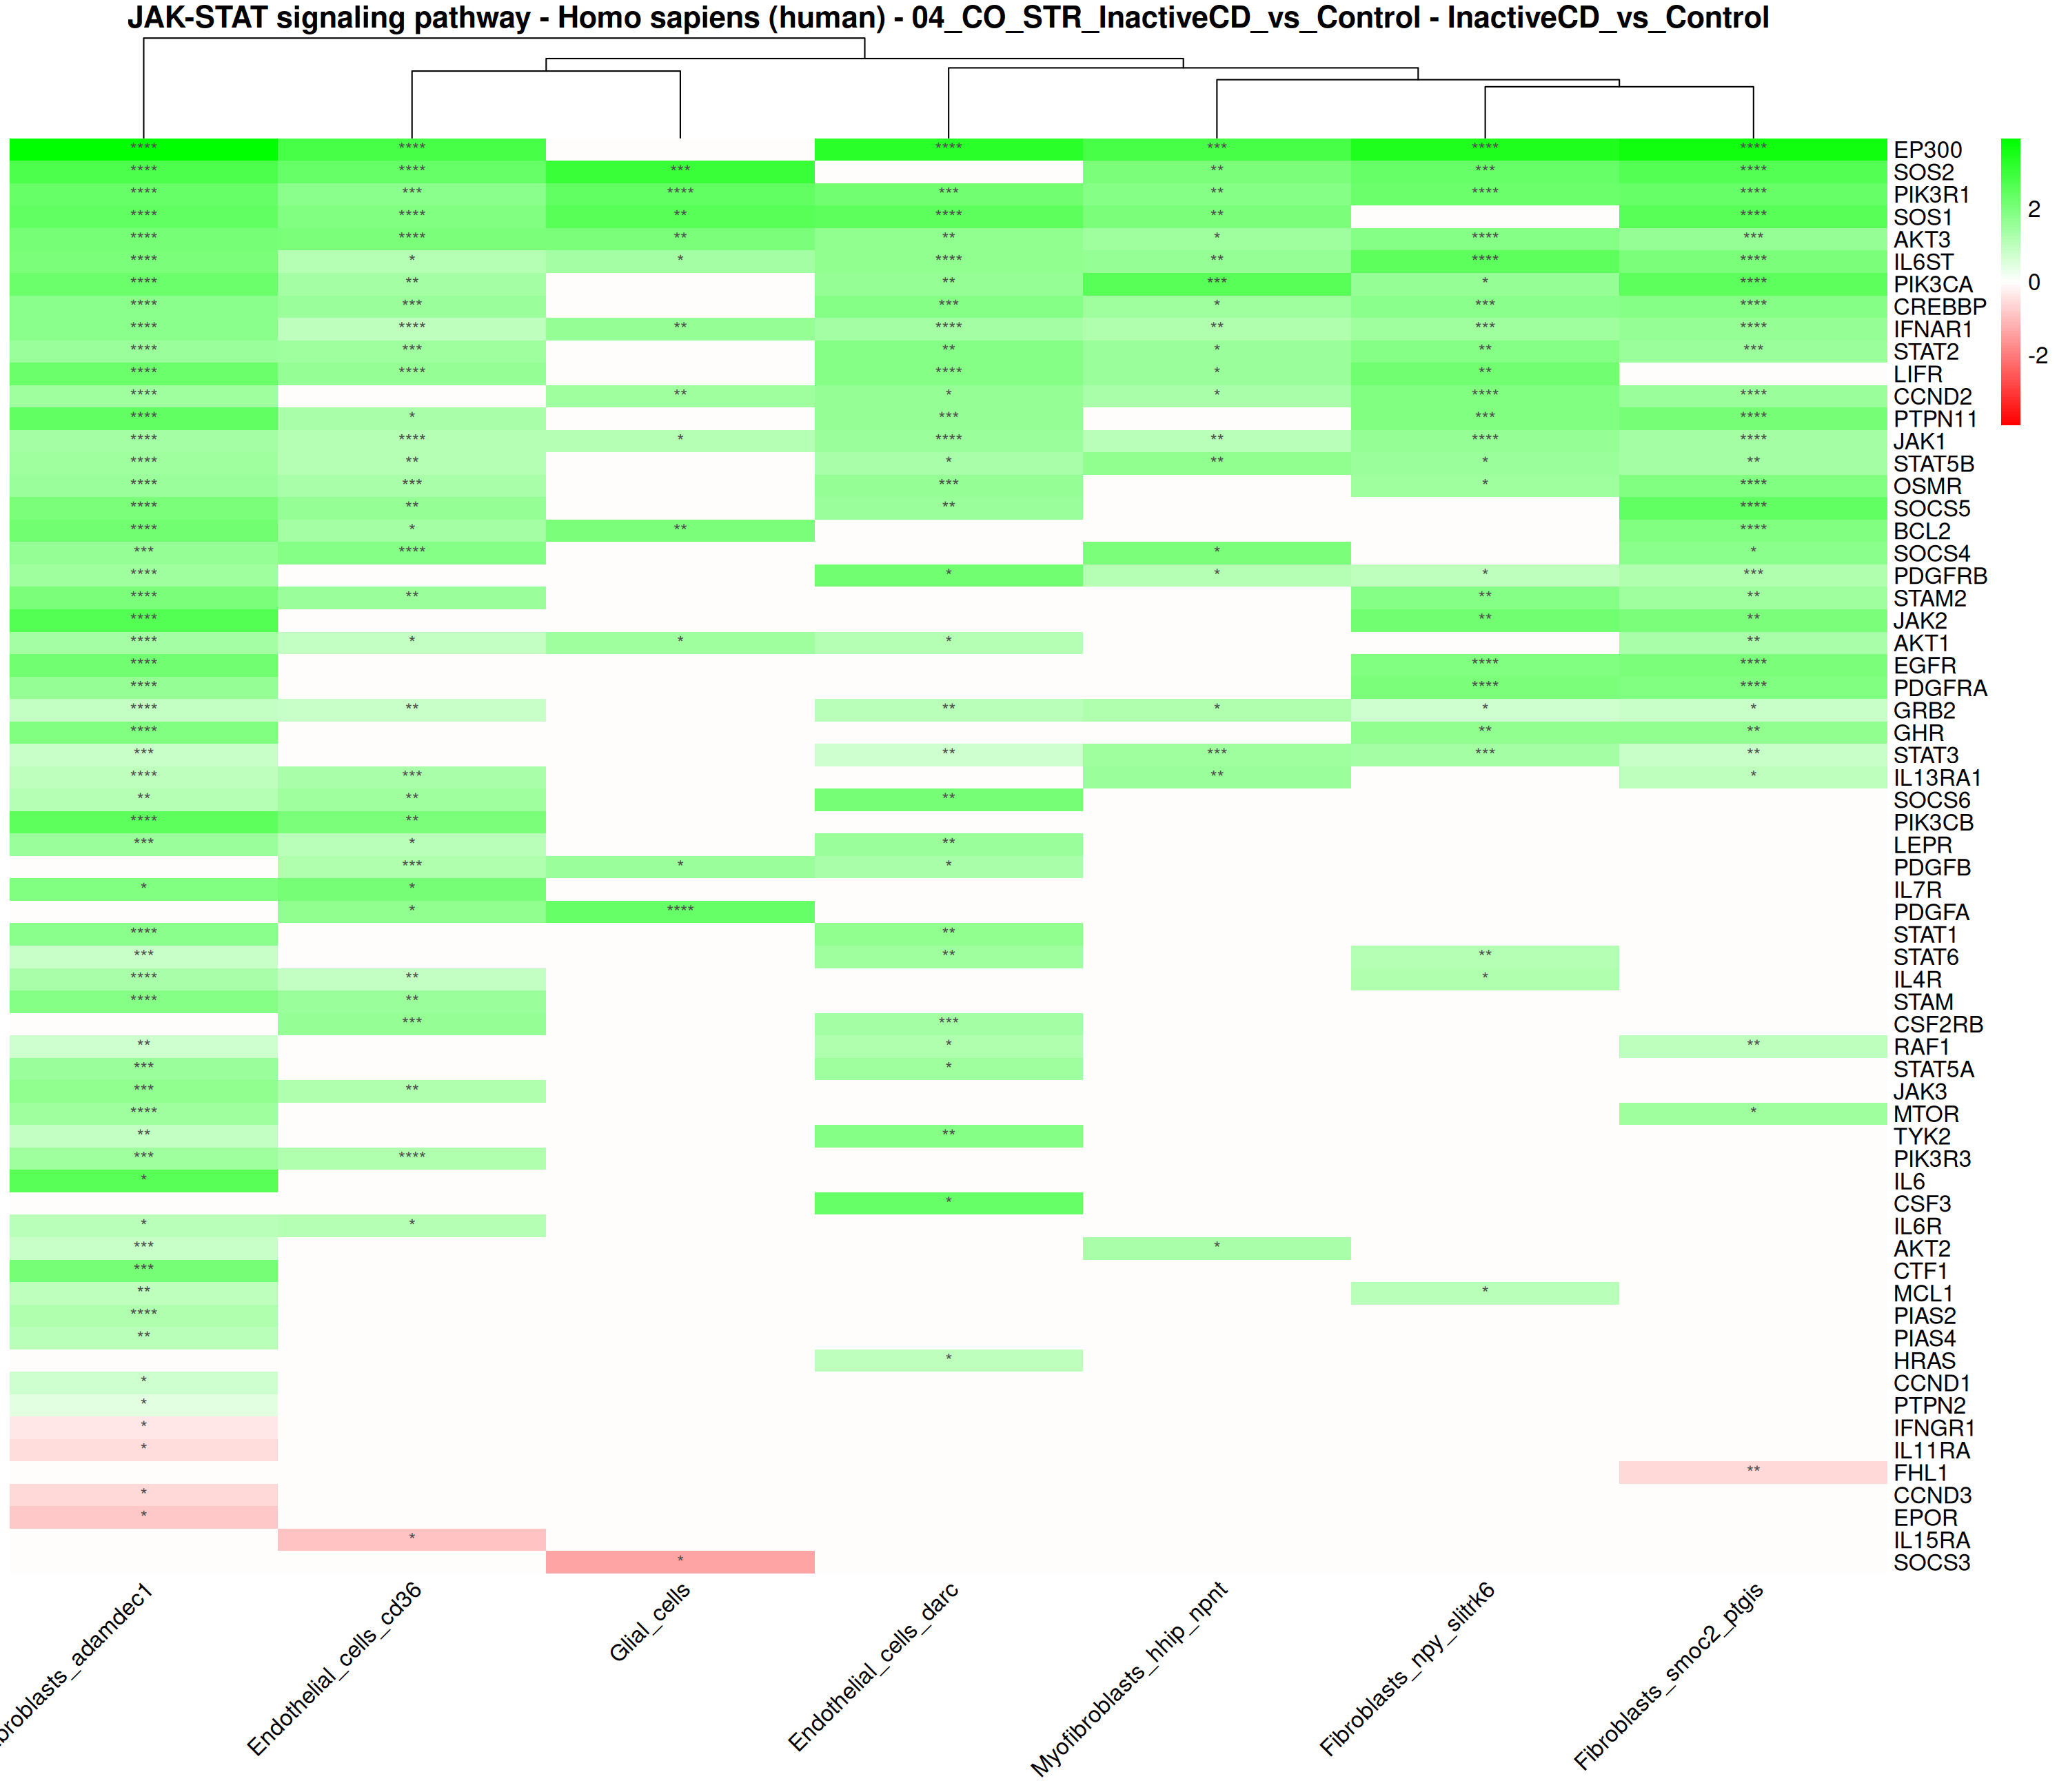 JAK-STAT signaling pathway - Homo sapiens (human) - 04_CO_STR_InactiveCD_vs_Control - InactiveCD_vs_Control
**** **** **** *** **** **** EP300
**** **** *** ** *** **** SOS2
**** *** **** *** ** **** **** PIK3R1
**** **** ** **** ** **** SOS1
**** **** ** ** * **** *** AKT3
**** * * **** ** **** **** IL6ST
**** ** ** *** * **** PIK3CA
**** *** *** * *** **** CREBBP
**** **** ** **** ** *** **** IFNAR1
**** *** ** * ** *** STAT2
**** **** **** * ** LIFR
**** ** * * **** **** CCND2
**** * *** *** **** PTPN11
**** **** * **** ** **** **** JAK1
**** ** * ** * ** STAT5B
**** *** *** * **** OSMR
**** ** ** **** SOCS5
**** * ** **** BCL2
*** **** * * SOCS4
**** * * * *** PDGFRB
**** ** ** ** STAM2
**** ** ** JAK2
**** * * * ** AKT1
**** **** **** EGFR
**** **** **** PDGFRA
**** ** ** * * * GRB2
**** ** ** GHR
*** ** *** *** ** STAT3
**** *** ** * IL13RA1
** ** ** SOCS6
**** ** PIK3CB
*** * ** LEPR
*** * * PDGFB
* * IL7R
* **** PDGFA
**** ** STAT1
*** ** ** STAT6
**** ** * IL4R
**** ** STAM
*** *** CSF2RB
** * ** RAF1
*** * STAT5A
*** ** JAK3
**** * MTOR
** ** TYK2
*** **** PIK3R3
* IL6
* CSF3
* * IL6R
*** * AKT2
*** CTF1
** * MCL1
**** PIAS2
** PIAS4
* HRAS
* CCND1
* PTPN2
* IFNGR1
* IL11RA
** FHL1
* CCND3
* EPOR
* IL15RA
* SOCS3
2
0
-2
broblasts_adamdec1
Endothelial_cells_cd36
Glial_cells
Endothelial_cells_darc
Myofibroblasts_hhip_npnt
Fibroblasts_npy_slitrk6
Fibroblasts_smoc2_ptgis